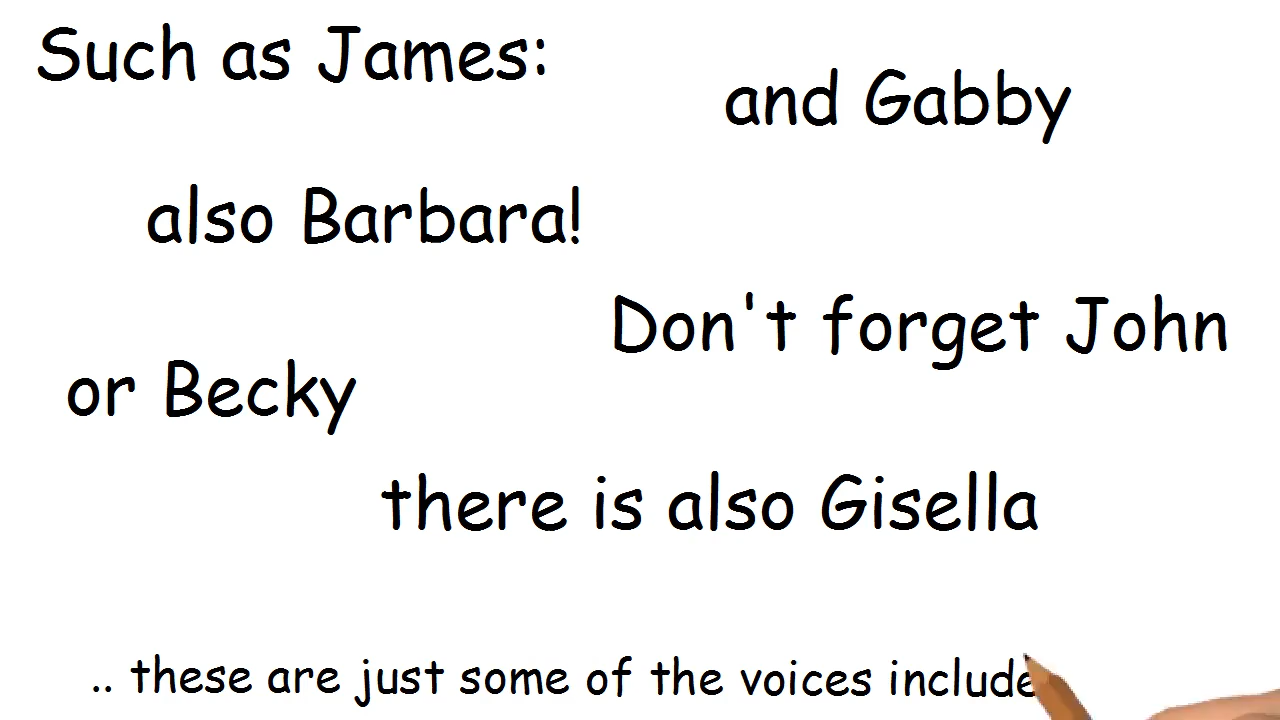 Such as James:
and Gabby
also Barbara!
Don't forget John
or Becky
there is also Gisella
.. these are just some of the voices include